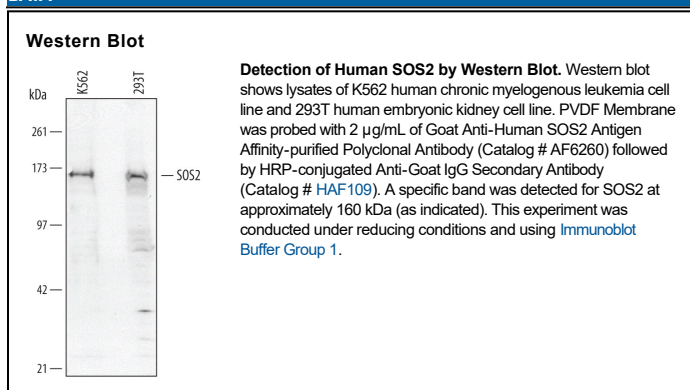 Western Blot
K562
293T
kDa
261
173
SOS2
97
42
21
Detection of Human SOS2 by Western Blot. Western blot
shows lysates of K562 human chronic myelogenous leukemia cell
line and 293T human embryonic kidney cell line. PVDF Membrane
was probed with 2 µg/mL of Goat Anti-Human SOS2 Antigen
Affinity-purified Polyclonal Antibody (Catalog # AF6260) followed
by HRP-conjugated Anti-Goat IgG Secondary Antibody
(Catalog # HAF109). A specific band was detected for SOS2 at
approximately 160 kDa (as indicated). This experiment was
conducted under reducing conditions and using Immunoblot
Buffer Group 1.